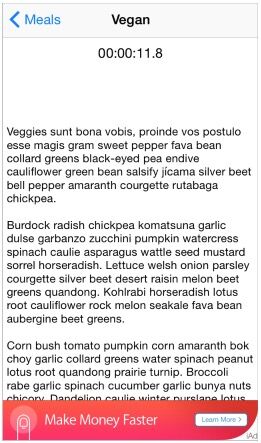 Meals
Vegan
00:00:11.8
Veggies sunt bona vobis, proinde vos postulo
esse magis gram sweet pepper fava bean
collard greens black-eyed pea endive
cauliflower green bean salsify jícama silver beet
bell pepper amaranth courgette rutabaga
chickpea.
Burdock radish chickpea komatsuna garlic
dulse garbanzo zucchini pumpkin watercress
spinach caulie asparagus wattle seed mustard
sorrel horseradish. Lettuce welsh onion parsley
courgette silver beet desert raisin melon beet
greens quandong. Kohlrabi horseradish lotus
root cauliflower rock melon seakale fava bean
aubergine beet greens.
Corn bush tomato pumpkin corn amaranth bok
choy garlic collard greens water spinach peanut
lotus root quandong prairie turnip. Broccoli
rabe garlic spinach cucumber garlic bunya nuts
chicory. Dandelion caulie winter purslane lotus
Make Money Faster
Learn More >
iAd